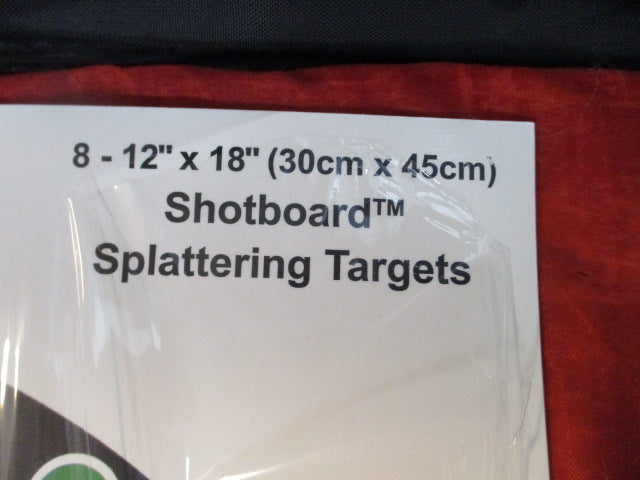 8 - 12" x 18" (30cm x 45cm)
Shotboard™
Splattering Targets